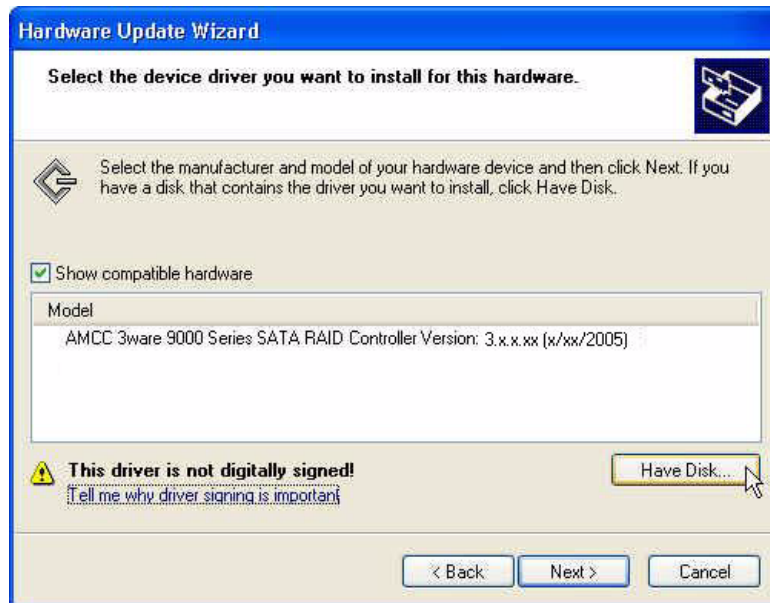 Hardware Update Wizard
Select the device driver you want to install for this hardware.
Select the manufacturer and model of your hardware device and then click Next. If you
have a disk that contains the driver you want to install, click Have Disk.
Show compatible hardware
Model
AMCC 3ware 9000 Series SATA RAID Controller Version: 3.x.x.xx (x/xx/2005)
This driver is not digitally signed!
Have Disk...
Tell me why driver signing is important
< Back
Next >
Cancel